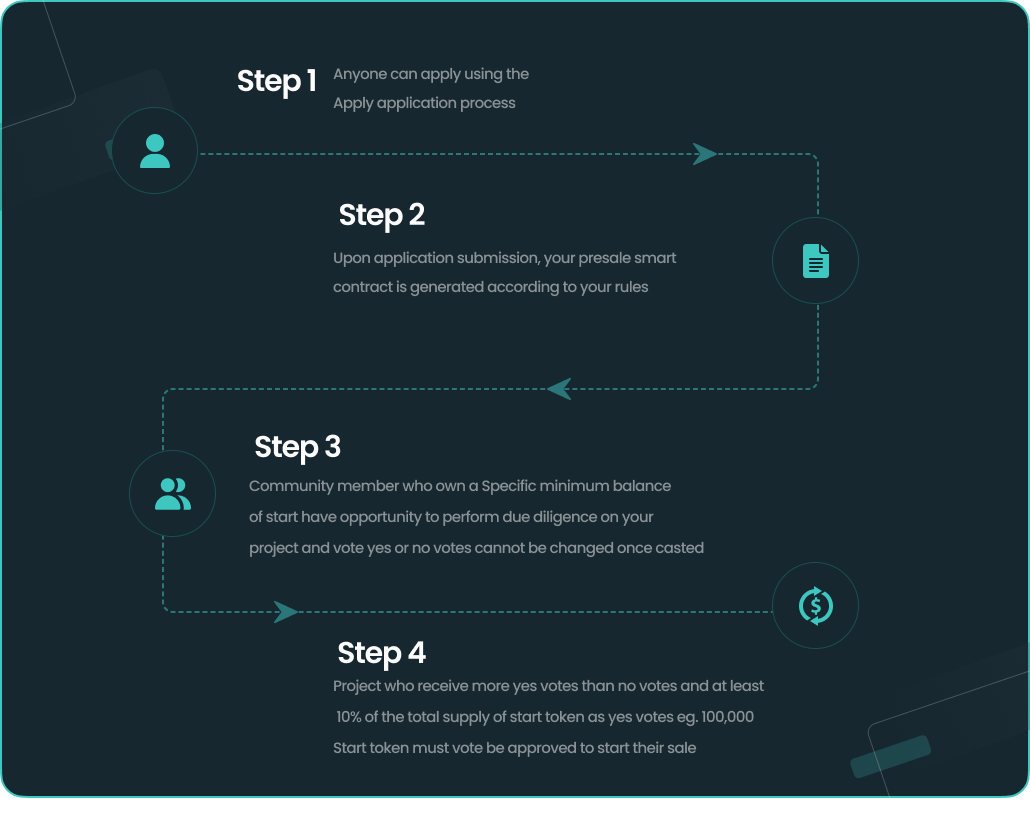 Step 1
Anyone can apply using the
Apply application process
Step 2
Upon application submission, your presale smart
contract is generated according to your rules
Step 3
Community member who own a Specific minimum balance
of start have opportunity to perform due diligence on your
project and vote yes or no votes cannot be changed once casted
$
Step 4
Project who receive more yes votes than no votes and at least
10% of the total supply of start token as yes votes eg. 100,000
Start token must vote be approved to start their sale